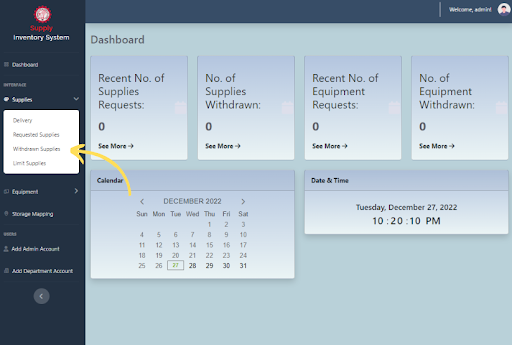 Supply
Inventory System
Welcome, admin!
Dashboard
INTERFACE
Supplies
Delivery
Requested Supplies
Withdrawn Supplies
Limit Supplies
Equipment
Storage Mapping
Add Admin Account
Add Department Account
Dashboard
Recent No. of
Supplies
Requests:
0
See More →
No. of
Supplies
Withdrawn:
0
See More →
Recent No. of
Equipment
Requests:
0
See More →
No. of
Equipment
Withdrawn:
0
See More →
Calendar
DECEMBER 2022
Sun Mon Tue Wed Thu Fri Sat
1 2 3
4 5 6 7 8 9 10
11 12 13 14 15 16 17
18 19 20 21 22 23 24
25 26 27 28 29 30 31
Date & Time
Tuesday, December 27, 2022
10:20:10 PM